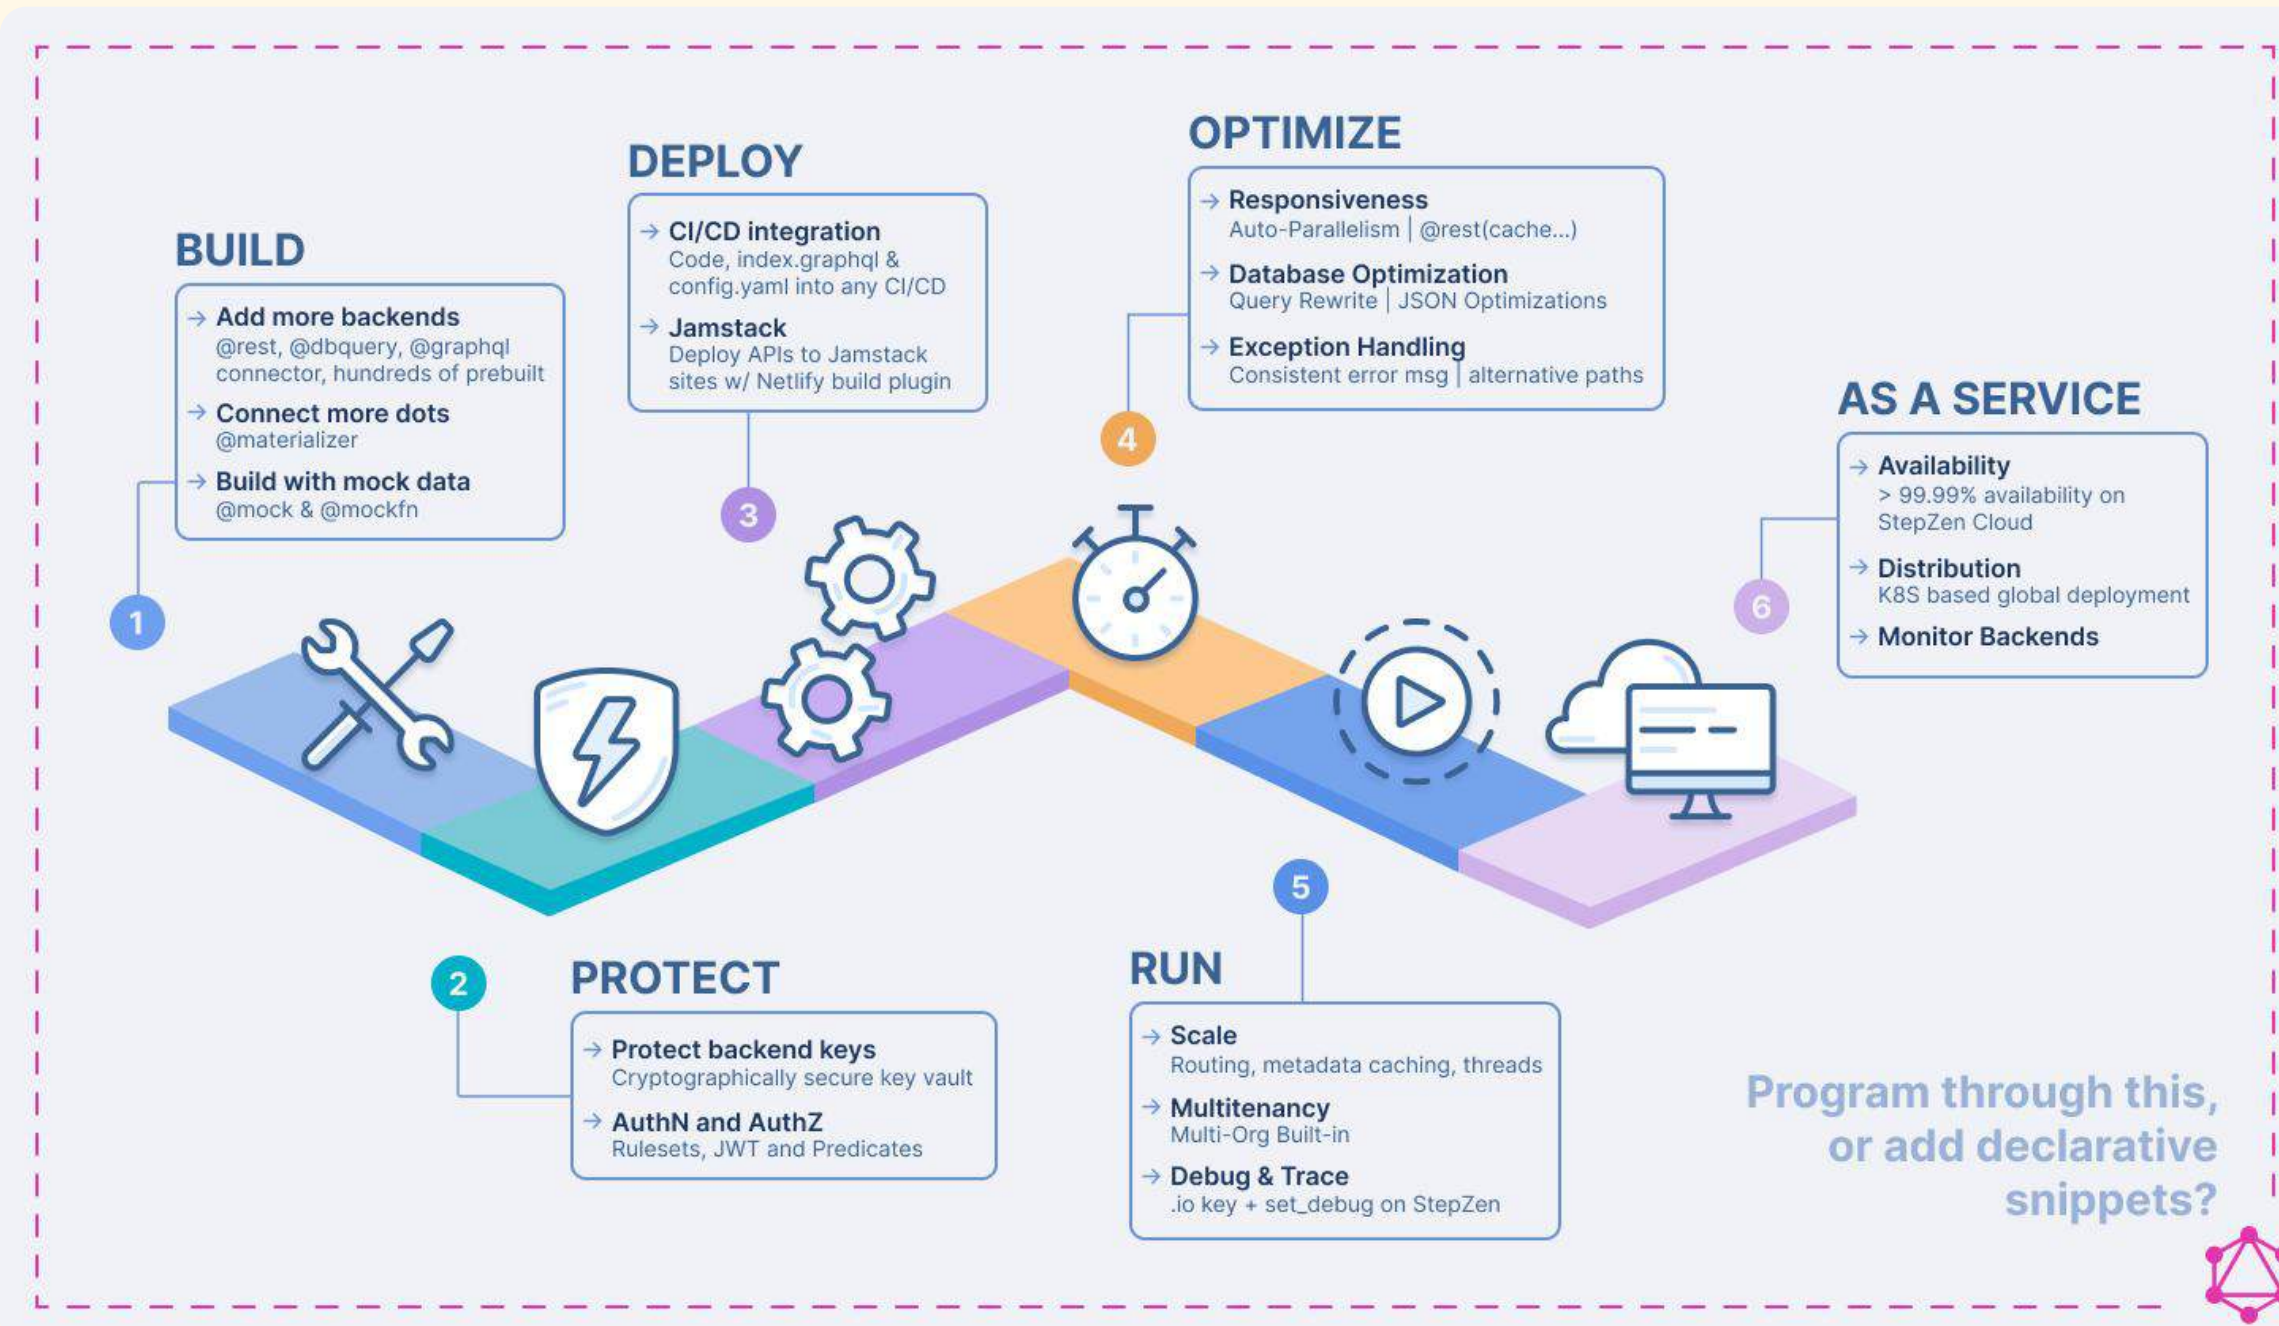 BUILD
→ Add more backends
@rest, @dbquery, @graphql
connector, hundreds of prebuilt
→ Connect more dots
@materializer
→ Build with mock data
@mock & @mockfn
1
2
PROTECT
→ Protect backend keys
Cryptographically secure key vault
→ AuthN and AuthZ
Rulesets, JWT and Predicates
DEPLOY
→ CI/CD integration
Code, index.graphql &
config.yaml into any CI/CD
→ Jamstack
Deploy APIs to Jamstack
sites w/ Netlify build plugin
3
OPTIMIZE
→ Responsiveness
Auto-Parallelism | @rest(cache...)
→ Database Optimization
Query Rewrite | JSON Optimizations
→ Exception Handling
Consistent error msg | alternative paths
4
5
RUN
→ Scale
Routing, metadata caching, threads
→ Multitenancy
Multi-Org Built-in
→ Debug & Trace
.io key + set_debug on StepZen
AS A SERVICE
→ Availability
> 99.99% availability on
StepZen Cloud
→ Distribution
K8S based global deployment
→ Monitor Backends
6
Program through this,
or add declarative
snippets?